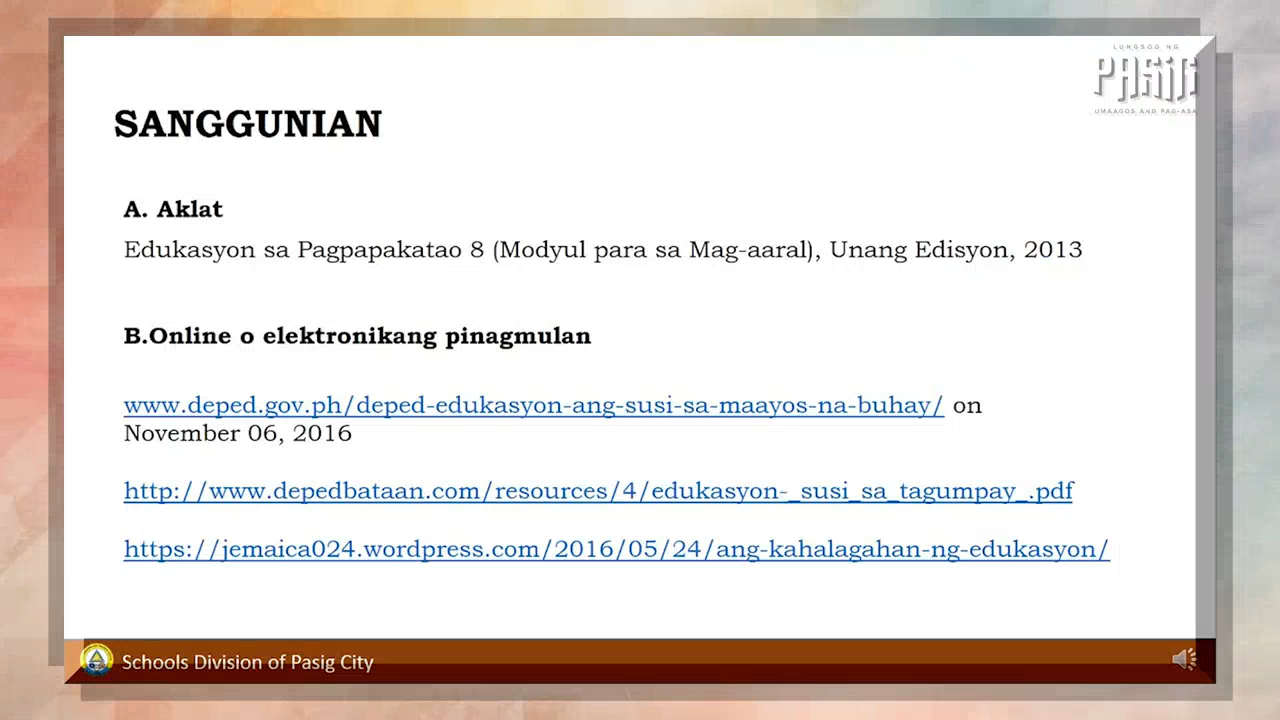 LUNGSOD NG
PASIG
UMAAGOS ANG PAG-ASA
SANGGUNIAN
A. Aklat
Edukasyon sa Pagpapakatao 8 (Modyul para sa Mag-aaral), Unang Edisyon, 2013
B.Online o elektronikang pinagmulan
www.deped.gov.ph/deped-edukasyon-ang-susi-sa-maayos-na-buhay/ on
November 06, 2016
http://www.depedbataan.com/resources/4/edukasyon-_susi_sa_tagumpay_.pdf
https://jemaica024.wordpress.com/2016/05/24/ang-kahalagahan-ng-edukasyon/
Schools Division of Pasig City